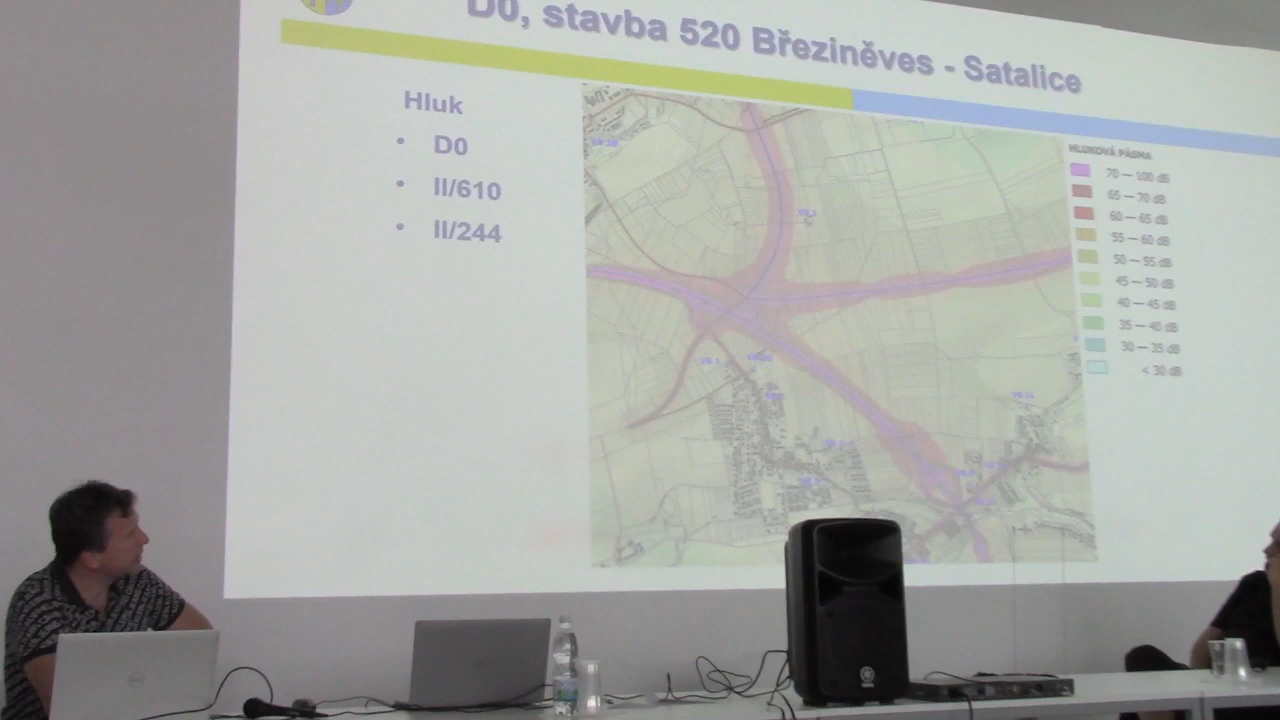 D0, stavba 520 Březiněves - Satalice
Hluk
• D0
• II/610
• II/244
HLUKOVÁ PÁSMA
70 — 100 dB
65 — 70 dB
60 — 65 dB
55 — 60 dB
50 — 55 dB
45 — 50 dB
40 — 45 dB
35 — 40 dB
30 — 35 dB
< 30 dB